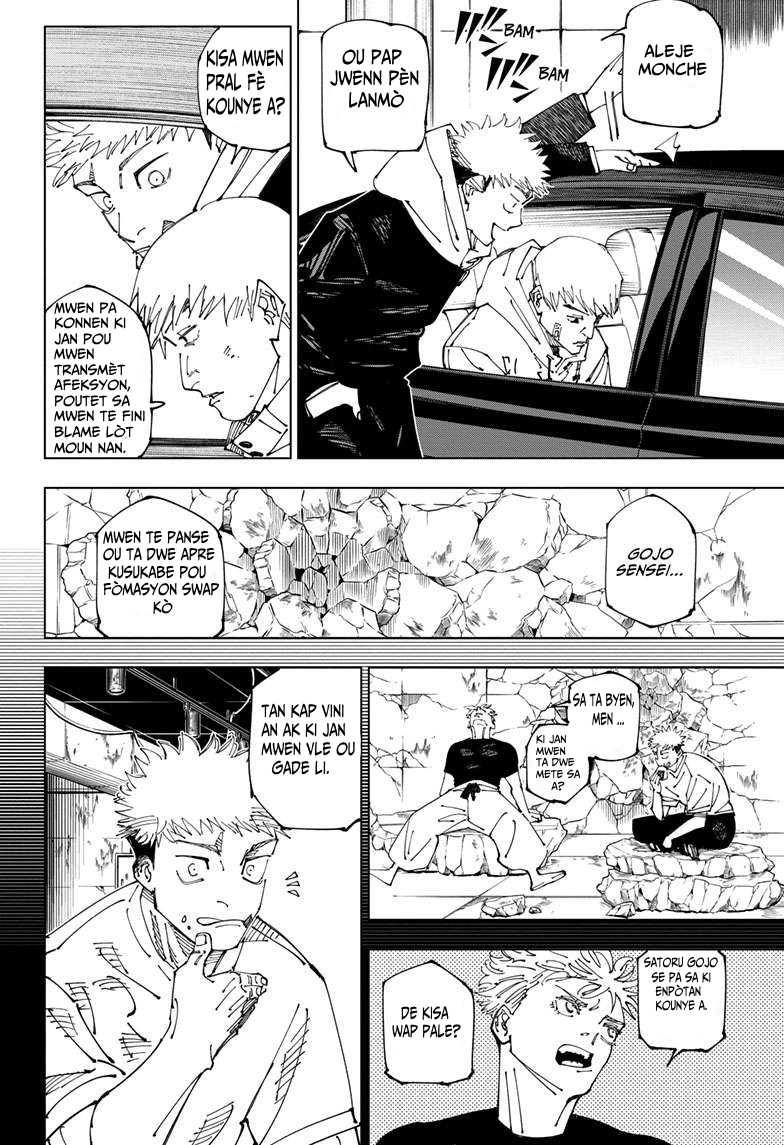 ALEJE
MONCHE
BAM
BAM
OU PAP
JWENN PÈN
LANMÒ
KISA MWEN
PRAL FÈ
KOUNYE A?
MWEN PA
KONNEN KI
JAN POU
MWEN
TRANSMÈT
AFEKSYON,
POUTET SA
MWEN TE FINI
BLAME LÒT
MOUN NAN.
GOJO
SENSEI...
MWEN TE PANSE
OU TA DWE APRE
KUSUKABE POU
FÒMASYON SWAP
KÒ
SA TA BYEN,
MEN ...
KI JAN
MWEN
TA DWE
METE SA
A?
TAN KAP VINI
AN AK KI JAN
MWEN VLE OU
GADE LI.
SATORU GOJO
SE PA SA KI
ENPÒTAN
KOUNYE A.
DE KISA
WAP PALE?